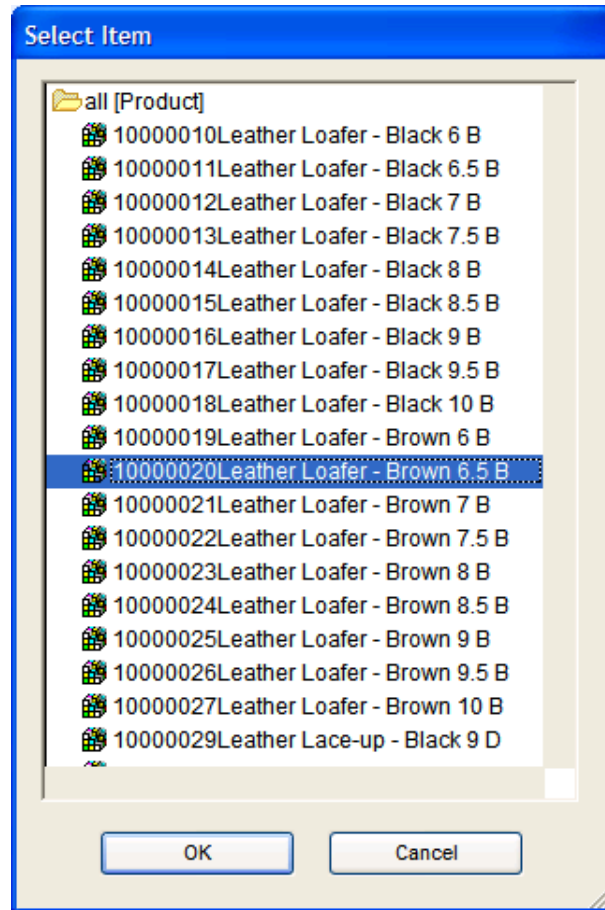 Select Item
all [Product]
10000010Leather Loafer - Black 6 B
10000011Leather Loafer - Black 6.5 B
10000012Leather Loafer - Black 7 B
10000013Leather Loafer - Black 7.5 B
10000014Leather Loafer - Black 8 B
10000015Leather Loafer - Black 8.5 B
10000016Leather Loafer - Black 9 B
10000017Leather Loafer - Black 9.5 B
10000018Leather Loafer - Black 10 B
10000019Leather Loafer - Brown 6 B
10000020Leather Loafer - Brown 6.5 B
10000021Leather Loafer - Brown 7 B
10000022Leather Loafer - Brown 7.5 B
10000023Leather Loafer - Brown 8 B
10000024Leather Loafer - Brown 8.5 B
10000025Leather Loafer - Brown 9 B
10000026Leather Loafer - Brown 9.5 B
10000027Leather Loafer - Brown 10 B
10000029Leather Lace-up - Black 9 D
OK Cancel